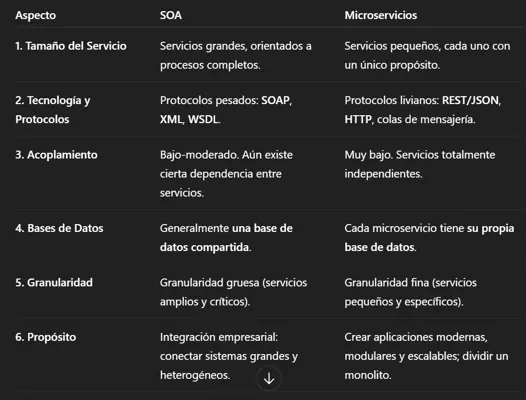 Aspecto SOA Microservicios
1. Tamaño del Servicio Servicios grandes, orientados a Servicios pequeños, cada uno con
procesos completos. un único propósito.
2. Tecnología y Protocolos pesados: SOAP, Protocolos livianos: REST/JSON,
Protocolos XML, WSDL. HTTP, colas de mensajería.
3. Acoplamiento Bajo-moderado. Aún existe Muy bajo. Servicios totalmente
cierta dependencia entre independientes.
servicios.
4. Bases de Datos Generalmente una base de Cada microservicio tiene su propia
datos compartida. base de datos.
5. Granularidad Granularidad gruesa (servicios Granularidad fina (servicios
amplios y críticos). pequeños y específicos).
6. Propósito Integración empresarial: Crear aplicaciones modernas,
conectar sistemas grandes y modulares y escalables; dividir un
heterogéneos. monolito.